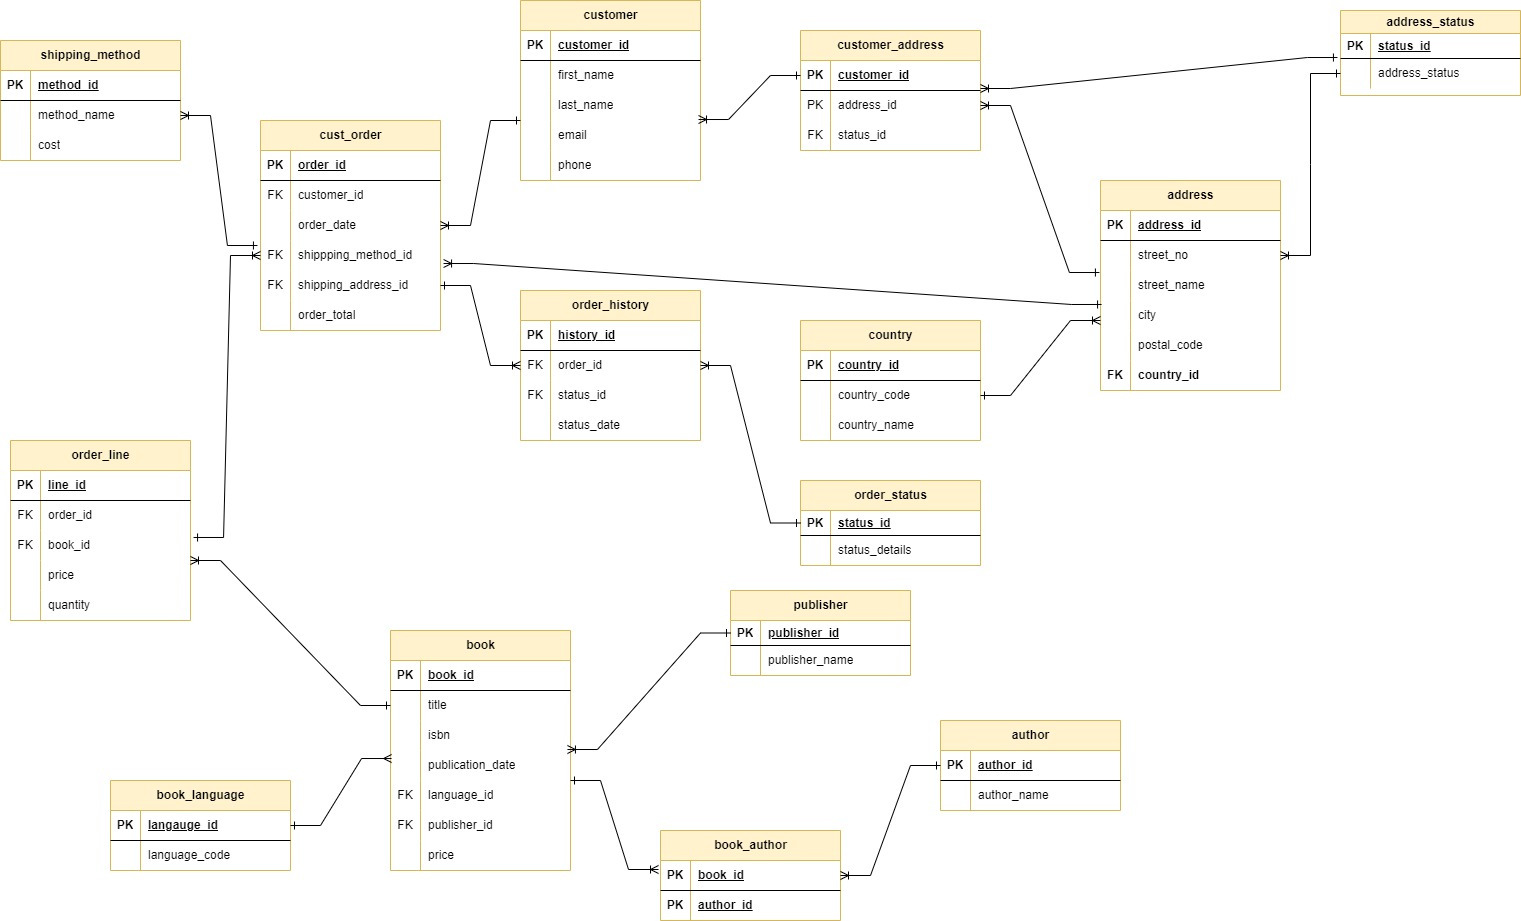 customer
PK customer_id
first_name
last_name
email
phone
address_status
PK status_id
address_status
customer_address
PK customer_id
PK address_id
FK status_id
shipping_method
PK method_id
method_name
cost
cust_order
PK order_id
FK customer_id
order_date
FK shippping_method_id
FK shipping_address_id
order_total
address
PK address_id
street_no
street_name
city
postal_code
FK country_id
order_history
PK history_id
FK order_id
FK status_id
status_date
country
PK country_id
country_code
country_name
order_line
PK line_id
FK order_id
FK book_id
price
quantity
order_status
PK status_id
status_details
publisher
PK publisher_id
publisher_name
book
PK book_id
title
isbn
publication_date
FK language_id
FK publisher_id
price
author
PK author_id
author_name
book_language
PK langauge_id
language_code
book_author
PK book_id
PK author_id